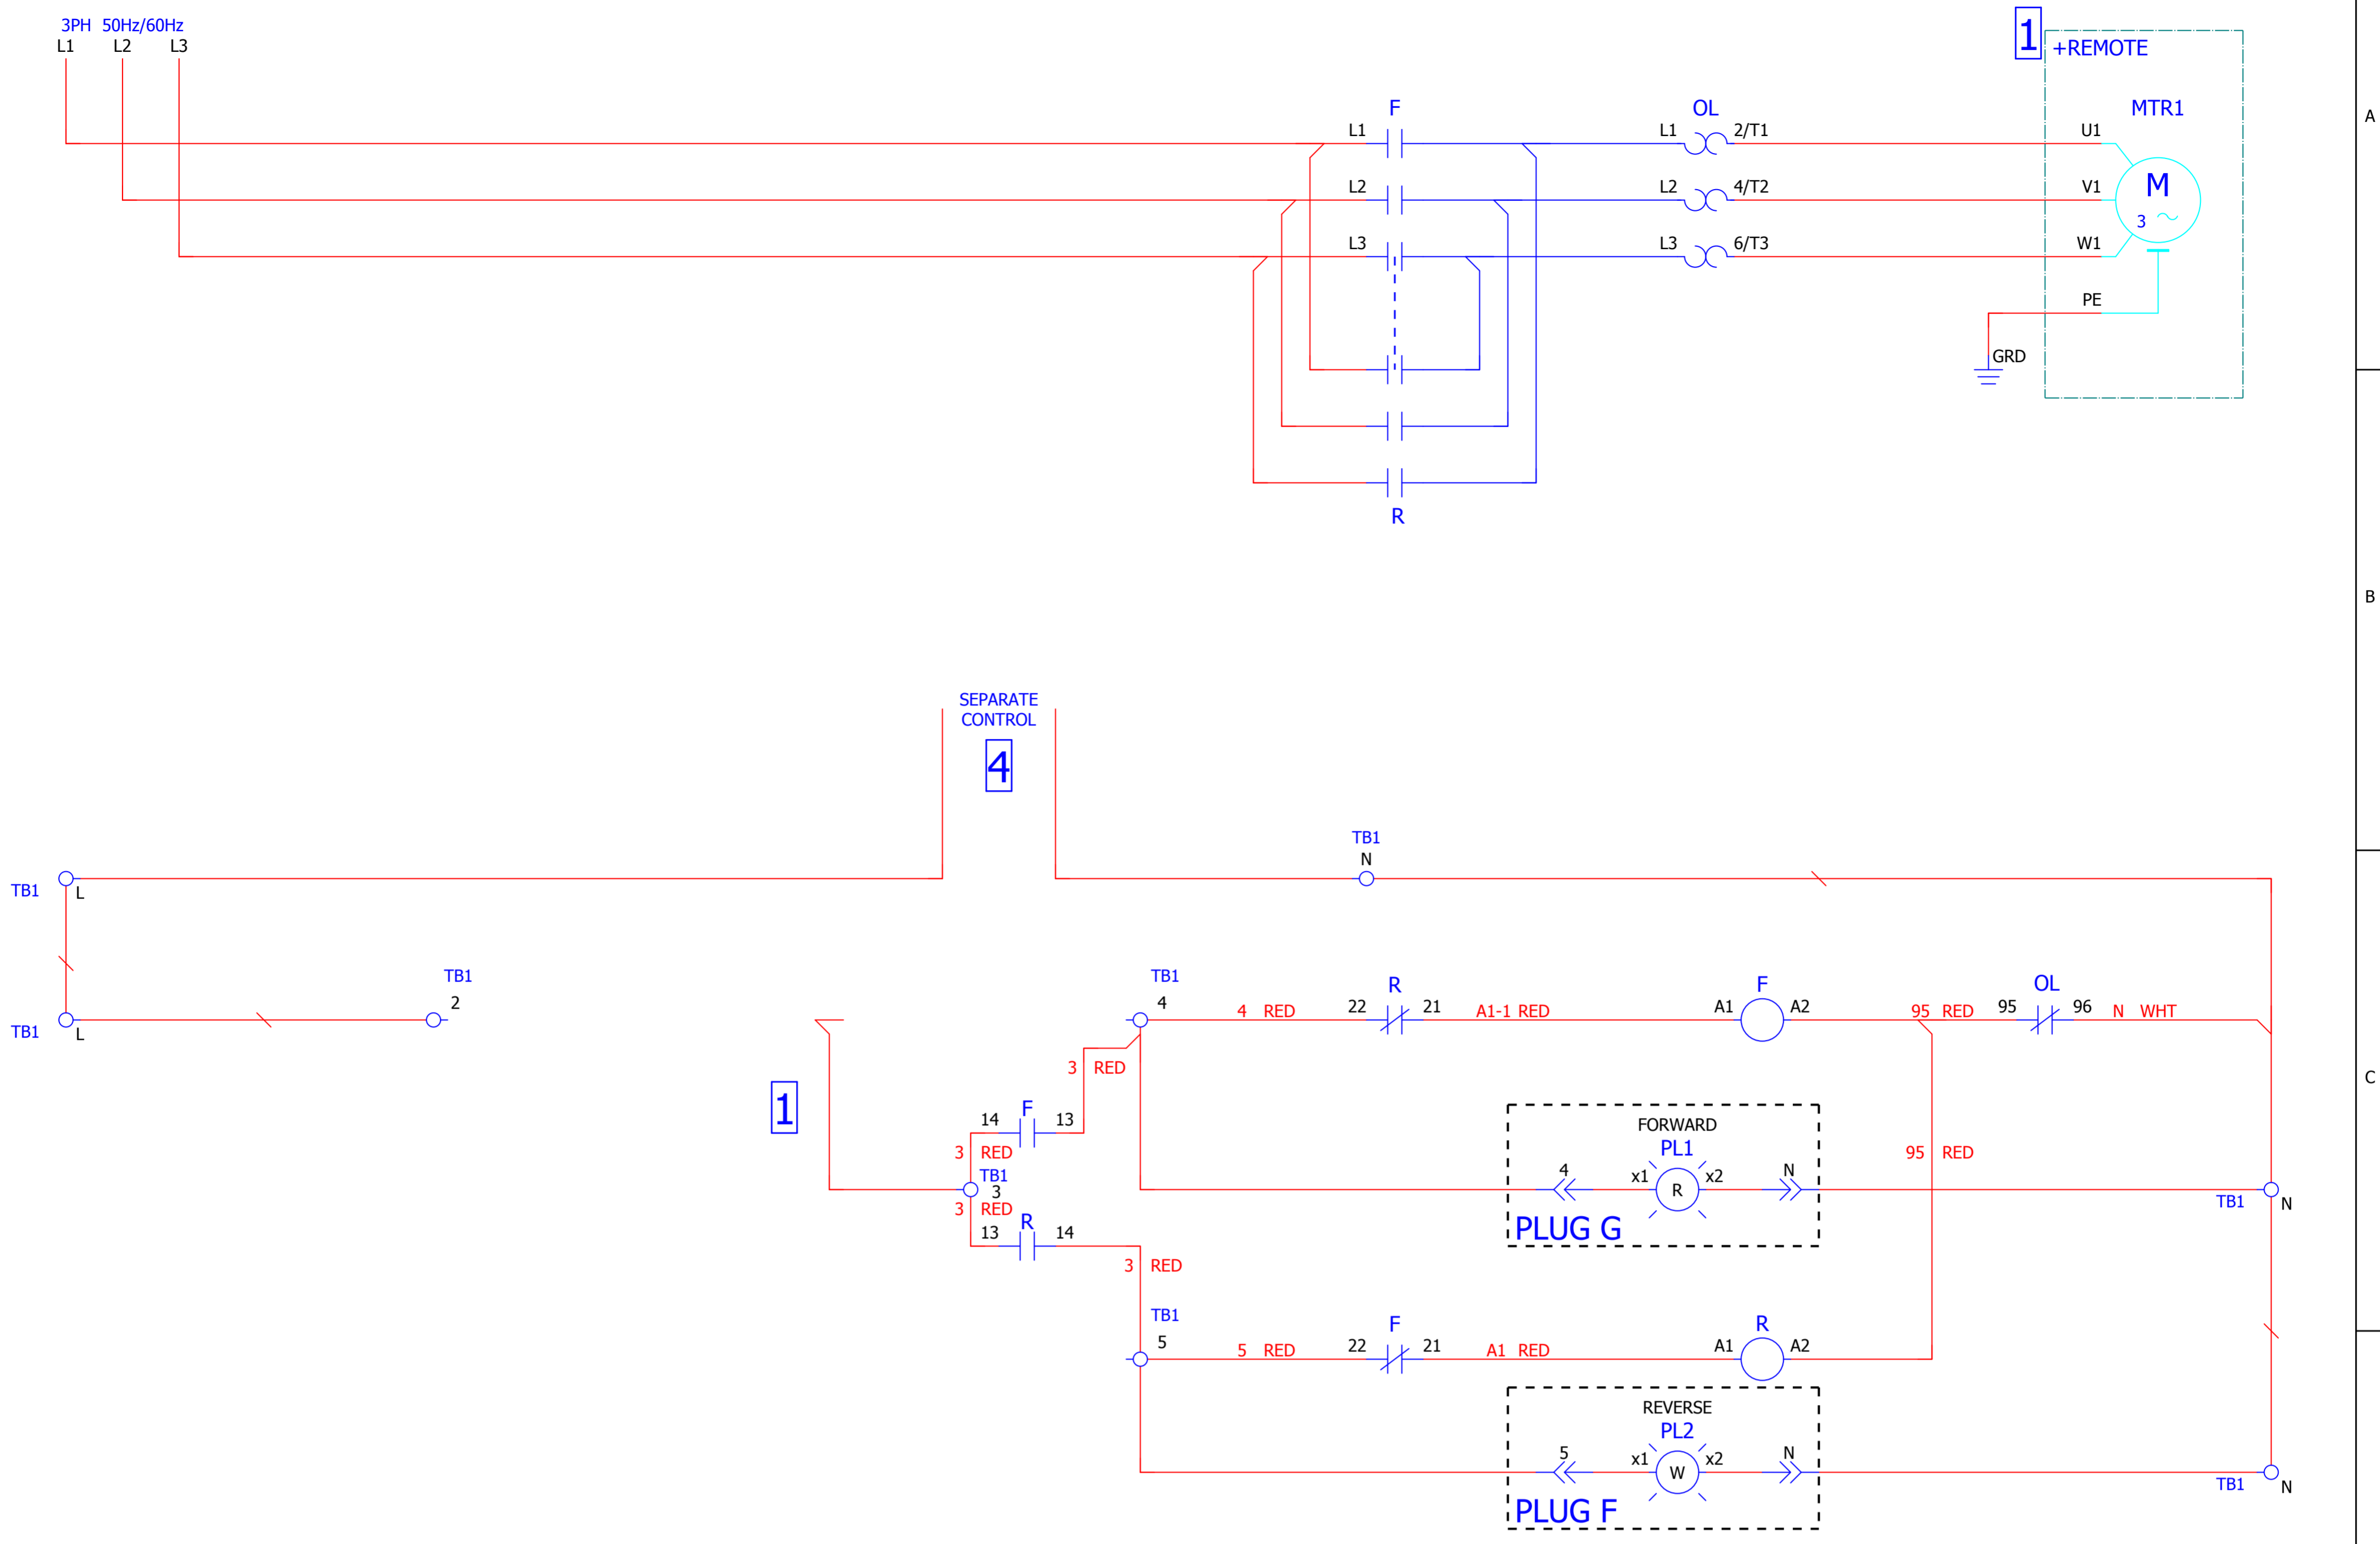 3PH 50Hz/60Hz
L1 L2 L3
1
+REMOTE
A
F
OL
MTR1
L1
L1 2/T1
U1
L2
L2 4/T2
V1
M
3
L3
L3 6/T3
W1
PE
GRD
R
B
SEPARATE
CONTROL
4
TB1
N
TB1 L
TB1
2
TB1 L
TB1
4
4 RED
R
22 21
A1-1 RED
F
A1 A2
95 RED
OL
95 96
N WHT
3 RED
1
C
F
14 13
3 RED
TB1
3
3 RED
R
13 14
3 RED
FORWARD
PL1
4
x1 R x2
N
PLUG G
95 RED
TB1 N
TB1
5
5 RED
F
22 21
A1 RED
R
A1 A2
REVERSE
PL2
5
x1 W x2
N
PLUG F
TB1 N